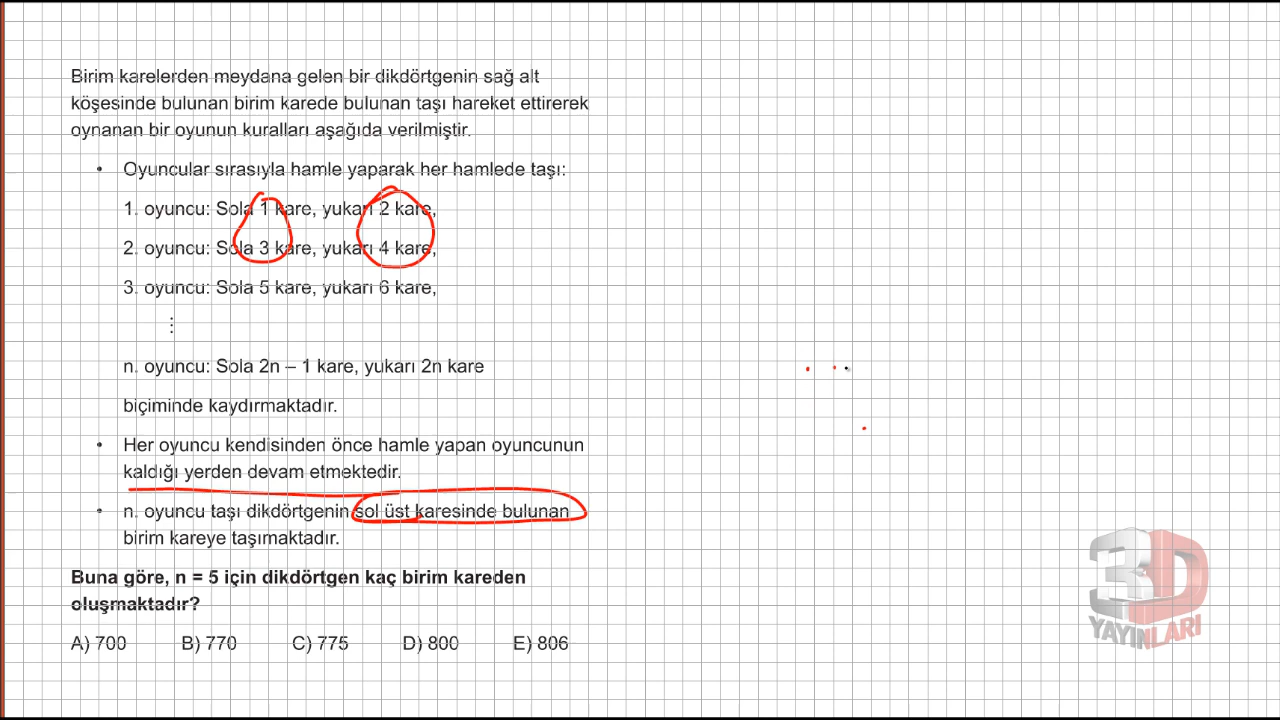 Birim karelerden meydana gelen bir dikdörtgenin sağ alt
köşesinde bulunan birim karede bulunan taşı hareket ettirerek
oynanan bir oyunun kuralları aşağıda verilmiştir.
• Oyuncular sırasıyla hamle yaparak her hamlede taşı:
1. oyuncu: Sola 1 kare, yukarı 2 kare,
2. oyuncu: Sola 3 kare, yukarı 4 kare,
3. oyuncu: Sola 5 kare, yukarı 6 kare,
⋮
n. oyuncu: Sola 2n – 1 kare, yukarı 2n kare
biçiminde kaydırmaktadır.
• Her oyuncu kendisinden önce hamle yapan oyuncunun
kaldığı yerden devam etmektedir.
• n. oyuncu taşı dikdörtgenin sol üst karesinde bulunan
birim kareye taşımaktadır.
Buna göre, n = 5 için dikdörtgen kaç birim kareden
oluşmaktadır?
A) 700 B) 770 C) 775 D) 800 E) 806
3D
YAYINLARI